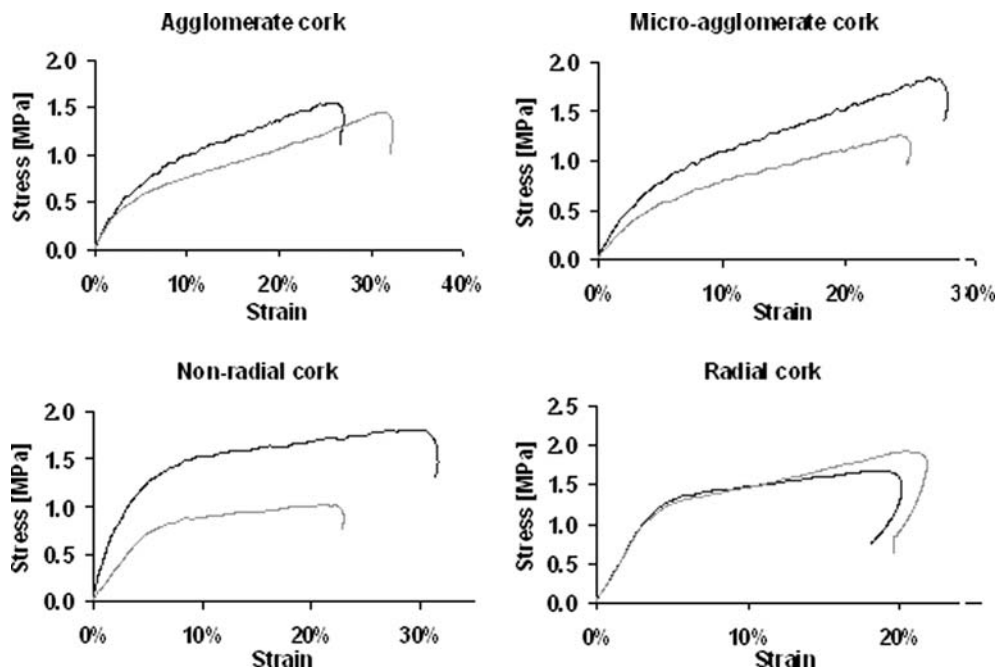 Agglomerate cork
Stress [MPa]
2.0
1.5
1.0
0.5
0.0
0% 10% 20% 30% 40%
Strain
Micro-agglomerate cork
Stress [MPa]
2.0
1.5
1.0
0.5
0.0
0% 10% 20% 30%
Strain
Non-radial cork
Stress [MPa]
2.0
1.5
1.0
0.5
0.0
0% 10% 20% 30%
Strain
Radial cork
Stress [MPa]
2.5
2.0
1.5
1.0
0.5
0.0
0% 10% 20%
Strain